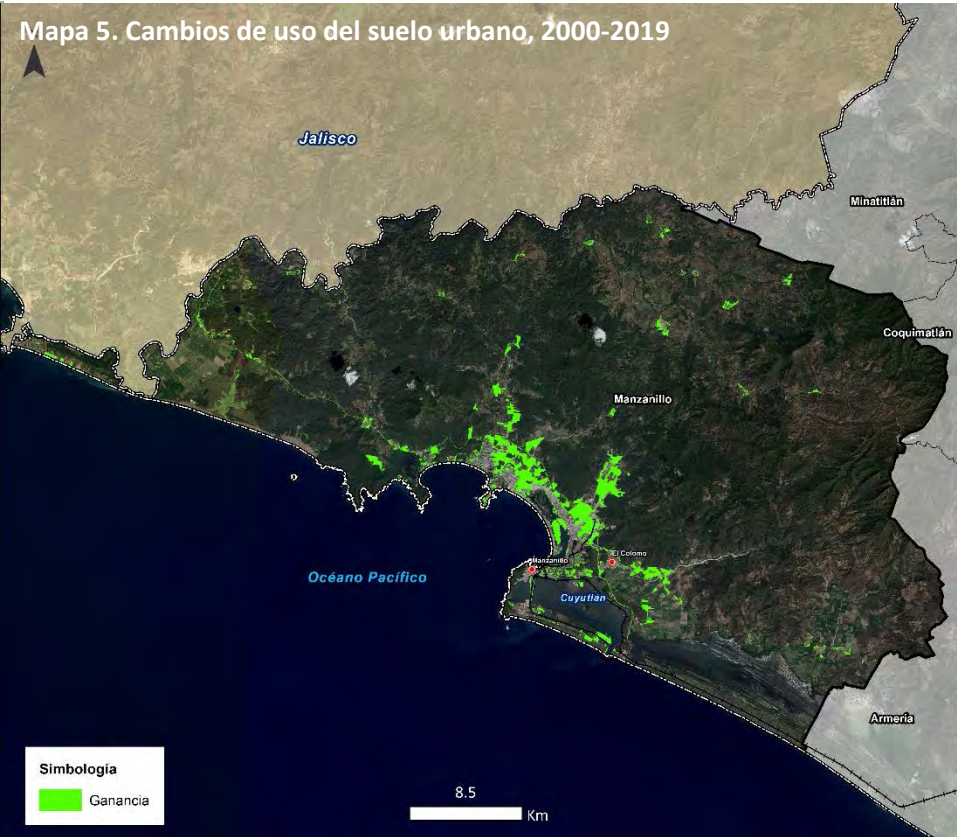 Mapa 5. Cambios de uso del suelo urbano, 2000-2019
Jalisco
Minatitlán
Coquimatlán
Manzanillo
El Colomo
Manzanillo
Océano Pacífico
Cuyutlán
Armería
Simbología
Ganancia
8.5
Km